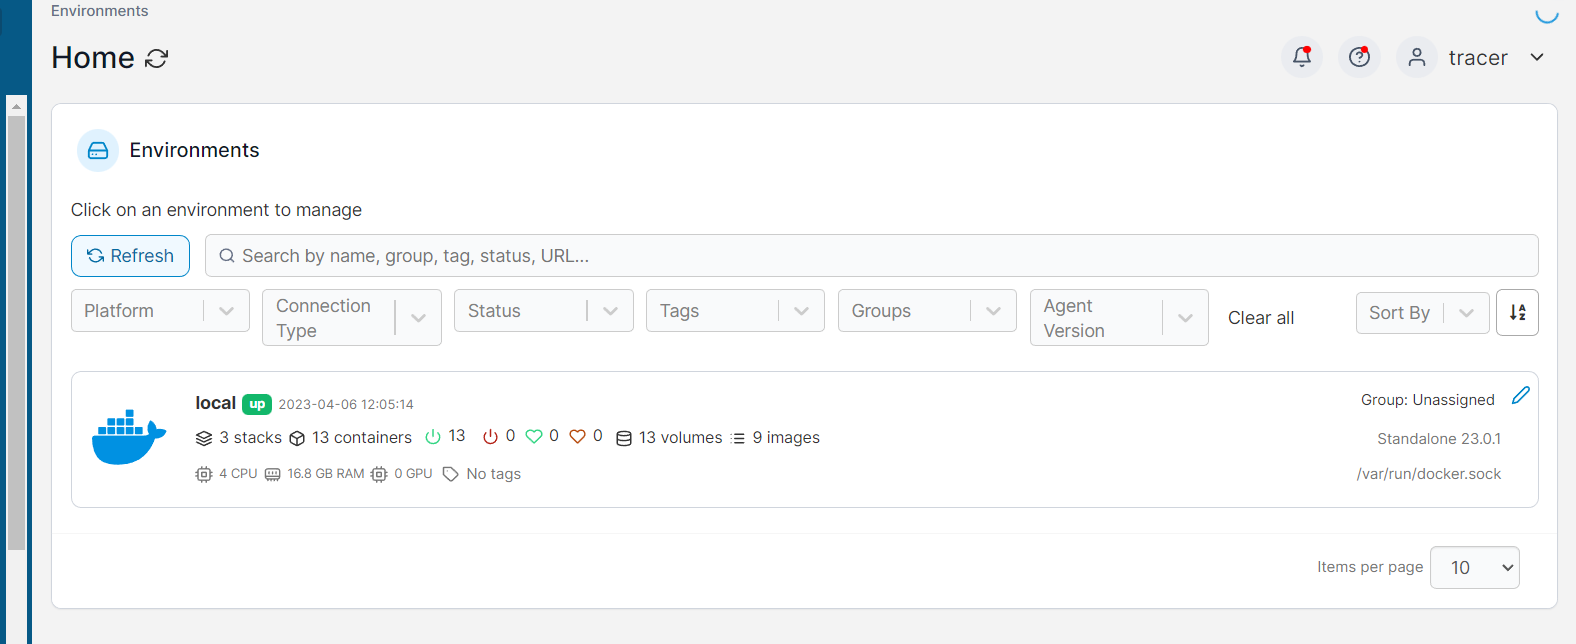 Environments
Home
tracer
Environments
Click on an environment to manage
Refresh
Search by name, group, tag, status, URL...
Platform
Connection
Type
Status
Tags
Groups
Agent
Version
Clear all
Sort By
local up 2023-04-06 12:05:14
Group: Unassigned
3 stacks 13 containers 13 0 0 0 13 volumes 9 images
Standalone 23.0.1
4 CPU 16.8 GB RAM 0 GPU No tags
/var/run/docker.sock
Items per page 10